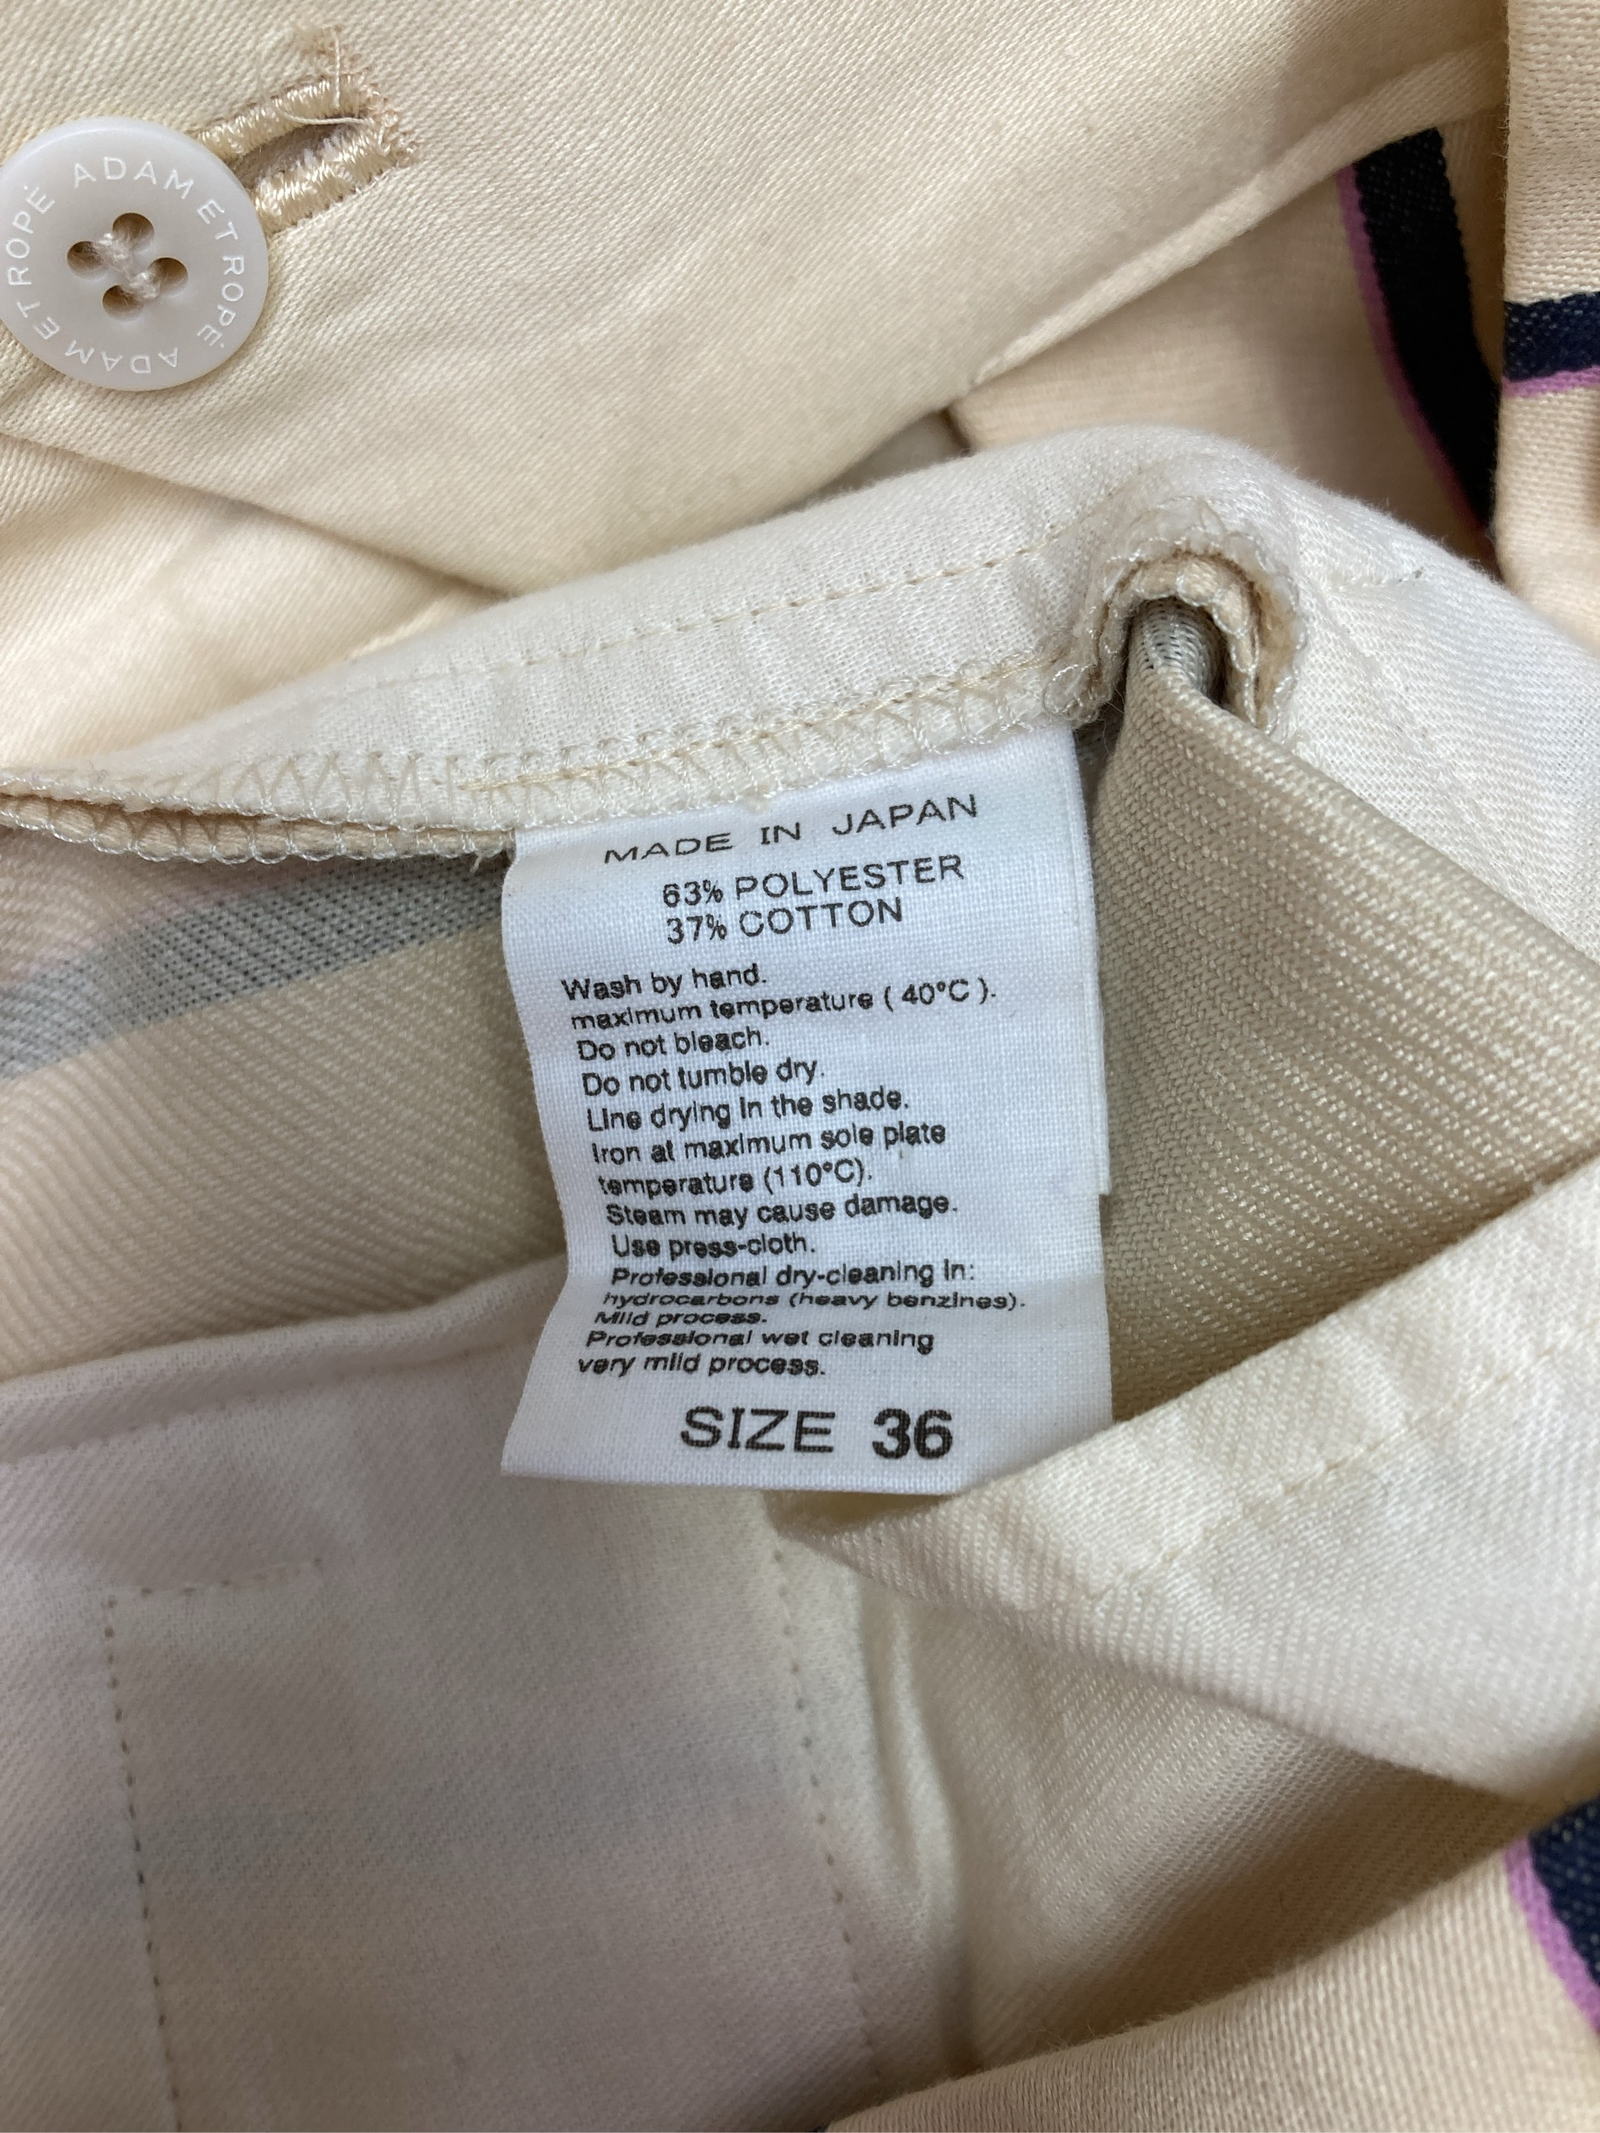 ADAM ET ROPÉ ADAM ET ROPÉ
MADE IN JAPAN
63% POLYESTER
37% COTTON
Wash by hand.
maximum temperature ( 40°C ).
Do not bleach.
Do not tumble dry.
Line drying in the shade.
Iron at maximum sole plate
temperature (110°C).
Steam may cause damage.
Use press-cloth.
Professional dry-cleaning in:
hydrocarbons (heavy benzines).
Mild process.
Professional wet cleaning
very mild process.
SIZE 36